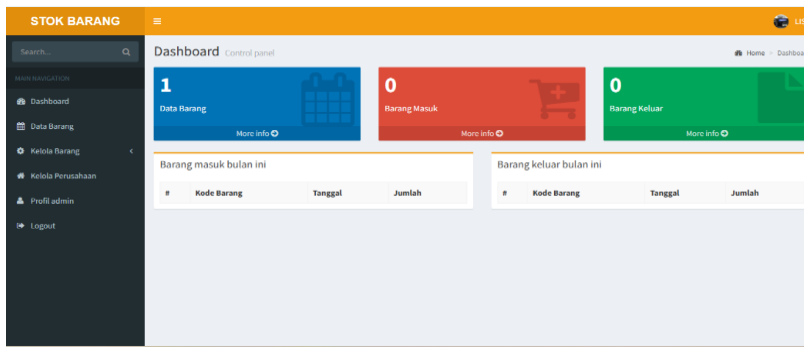 STOK BARANG
LIS
Search...
Dashboard Control panel
Home > Dashboa
MAIN NAVIGATION
Dashboard
Data Barang
Kelola Barang
Kelola Perusahaan
Profil admin
Logout
1
Data Barang
More info
0
Barang Masuk
More info
0
Barang Keluar
More info
Barang masuk bulan ini
# Kode Barang Tanggal Jumlah
Barang keluar bulan ini
# Kode Barang Tanggal Jumlah